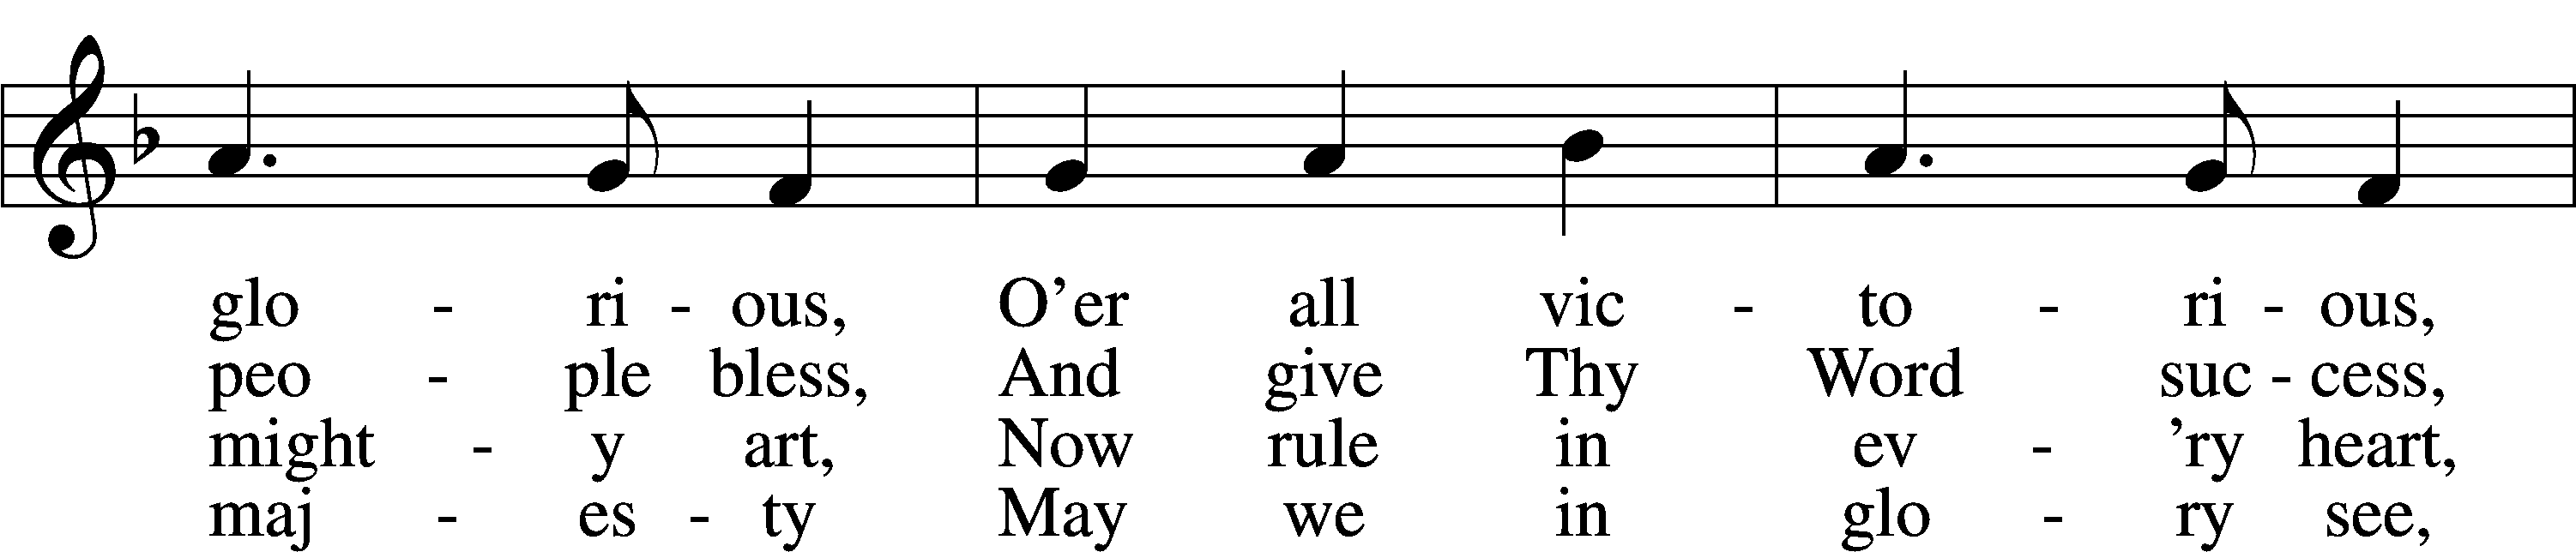 glo - ri - ous, O’er all vic - to - ri - ous,
peo - ple bless, And give Thy Word suc - cess,
might - y art, Now rule in ev - ’ry heart,
maj - es - ty May we in glo - ry see,